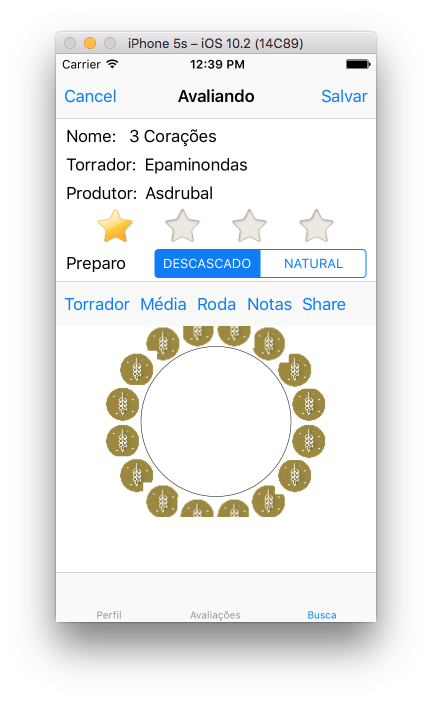 iPhone 5s – iOS 10.2 (14C89)
Carrier 12:39 PM
Cancel Avaliando Salvar
Nome: 3 Corações
Torrador: Epaminondas
Produtor: Asdrubal
Preparo DESCASCADO NATURAL
Torrador Média Roda Notas Share
Perfil Avaliações Busca